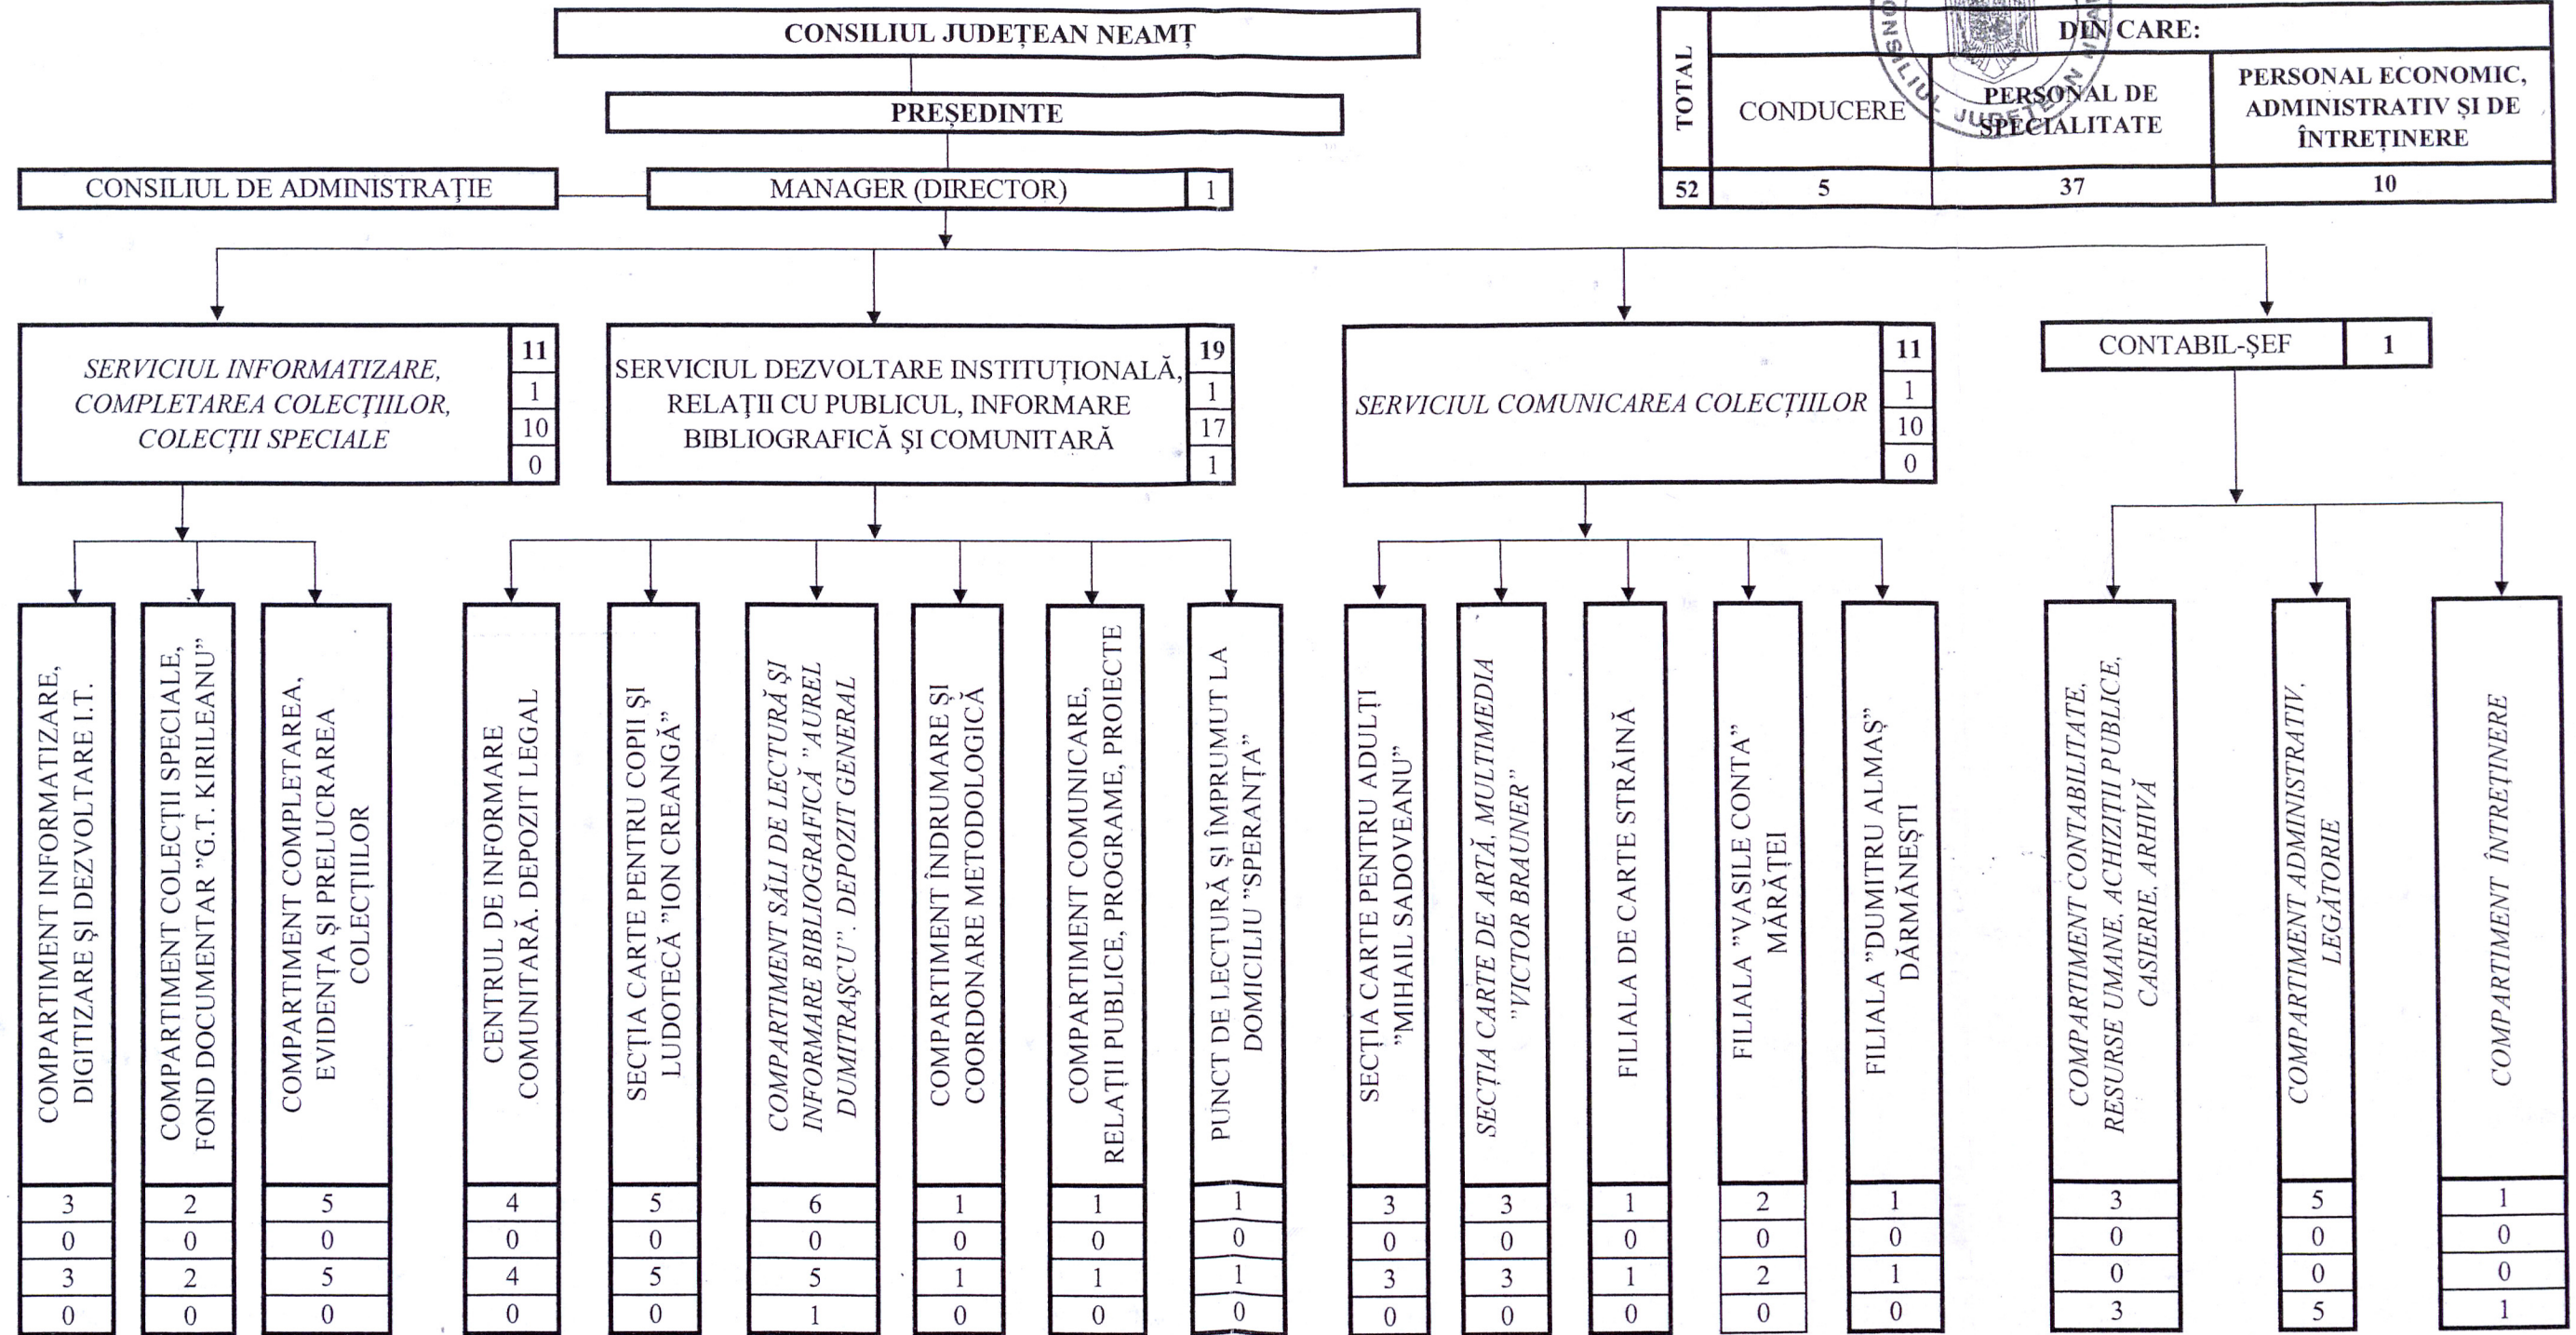 CONSILIUL JUDEȚEAN NEAMȚ
PREȘEDINTE
CONSILIUL DE ADMINISTRAȚIE
MANAGER (DIRECTOR)
1
TOTAL
DIN CARE:
CONDUCERE
PERSONAL DE
SPECIALITATE
PERSONAL ECONOMIC,
ADMINISTRATIV ȘI DE
ÎNTREȚINERE
52
5
37
10
CONSILIUL JUDEȚEAN
SERVICIUL INFORMATIZARE,
COMPLETAREA COLECŢIILOR,
COLECȚII SPECIALE
11
1
10
0
SERVICIUL DEZVOLTARE INSTITUȚIONALĂ,
RELAȚII CU PUBLICUL, INFORMARE
BIBLIOGRAFICĂ ŞI COMUNITARĂ
19
1
17
1
SERVICIUL COMUNICAREA COLECȚIILOR
11
1
10
0
CONTABIL-ŞEF
1
COMPARTIMENT INFORMATIZARE,
DIGITIZARE ŞI DEZVOLTARE I.T.
3
0
3
0
COMPARTIMENT COLECȚII SPECIALE,
FOND DOCUMENTAR ”G.T. KIRILEANU”
2
0
2
0
COMPARTIMENT COMPLETAREA,
EVIDENȚA ȘI PRELUCRAREA
COLECȚIILOR
5
0
5
0
CENTRUL DE INFORMARE
COMUNITARĂ. DEPOZIT LEGAL
4
0
4
0
SECȚIA CARTE PENTRU COPII ȘI
LUDOTECĂ ”ION CREANGĂ”
5
0
5
0
COMPARTIMENT SĂLI DE LECTURĂ ŞI
INFORMARE BIBLIOGRAFICĂ ”AUREL
DUMITRAŞCU”. DEPOZIT GENERAL
6
0
5
1
COMPARTIMENT ÎNDRUMARE ȘI
COORDONARE METODOLOGICĂ
1
0
1
0
COMPARTIMENT COMUNICARE,
RELAȚII PUBLICE, PROGRAME, PROIECTE
1
0
1
0
PUNCT DE LECTURĂ ȘI ÎMPRUMUT LA
DOMICILIU ”SPERANȚA”
1
0
1
0
SECȚIA CARTE PENTRU ADULȚI
”MIHAIL SADOVEANU”
3
0
3
0
SECȚIA CARTE DE ARTĂ, MULTIMEDIA
”VICTOR BRAUNER”
3
0
3
0
FILIALA DE CARTE STRĂINĂ
1
0
1
0
FILIALA ”VASILE CONTA”
MĂRĂȚEI
2
0
2
0
FILIALA ”DUMITRU ALMAȘ”
DĂRMĂNEȘTI
1
0
1
0
COMPARTIMENT CONTABILITATE,
RESURSE UMANE, ACHIZIȚII PUBLICE,
CASIERIE, ARHIVĂ
3
0
0
3
COMPARTIMENT ADMINISTRATIV,
LEGĂTORIE
5
0
0
5
COMPARTIMENT ÎNTREȚINERE
1
0
0
1